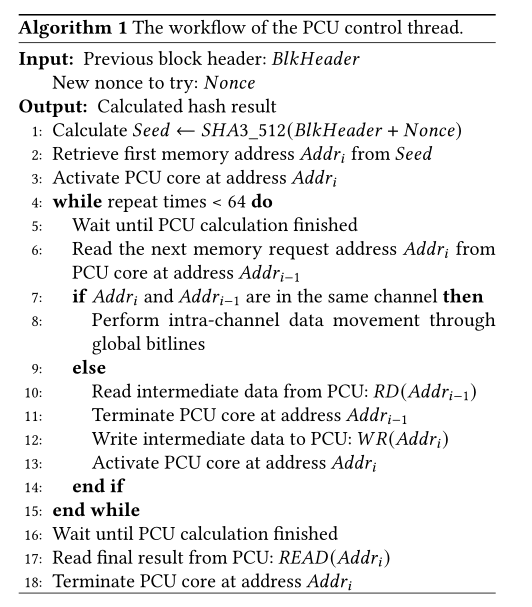 Algorithm 1 The workflow of the PCU control thread.
Input: Previous block header: BlkHeader
New nonce to try: Nonce
Output: Calculated hash result
1: Calculate Seed ← SHA3_512(BlkHeader + Nonce)
2: Retrieve first memory address Addr_i from Seed
3: Activate PCU core at address Addr_i
4: while repeat times < 64 do
5: Wait until PCU calculation finished
6: Read the next memory request address Addr_i from
PCU core at address Addr_{i−1}
7: if Addr_i and Addr_{i−1} are in the same channel then
8: Perform intra-channel data movement through
global bitlines
9: else
10: Read intermediate data from PCU: RD(Addr_{i−1})
11: Terminate PCU core at address Addr_{i−1}
12: Write intermediate data to PCU: WR(Addr_i)
13: Activate PCU core at address Addr_i
14: end if
15: end while
16: Wait until PCU calculation finished
17: Read final result from PCU: READ(Addr_i)
18: Terminate PCU core at address Addr_i